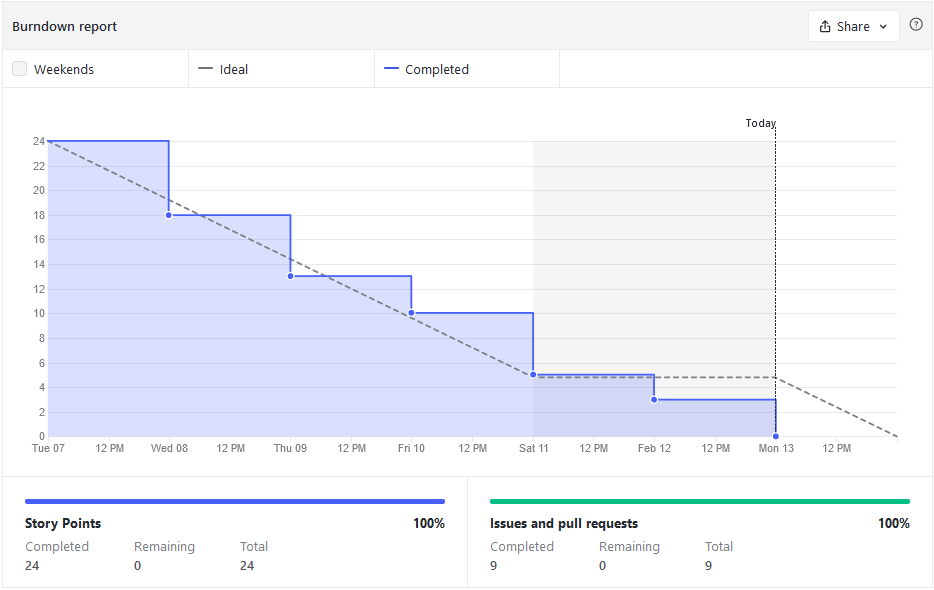 Burndown report
Share
Weekends
Ideal
Completed
Today
24
22
20
18
16
14
12
10
8
6
4
2
0
Tue 07 12 PM Wed 08 12 PM Thu 09 12 PM Fri 10 12 PM Sat 11 12 PM Feb 12 12 PM Mon 13 12 PM
Story Points 100%
Completed Remaining Total
24 0 24
Issues and pull requests 100%
Completed Remaining Total
9 0 9